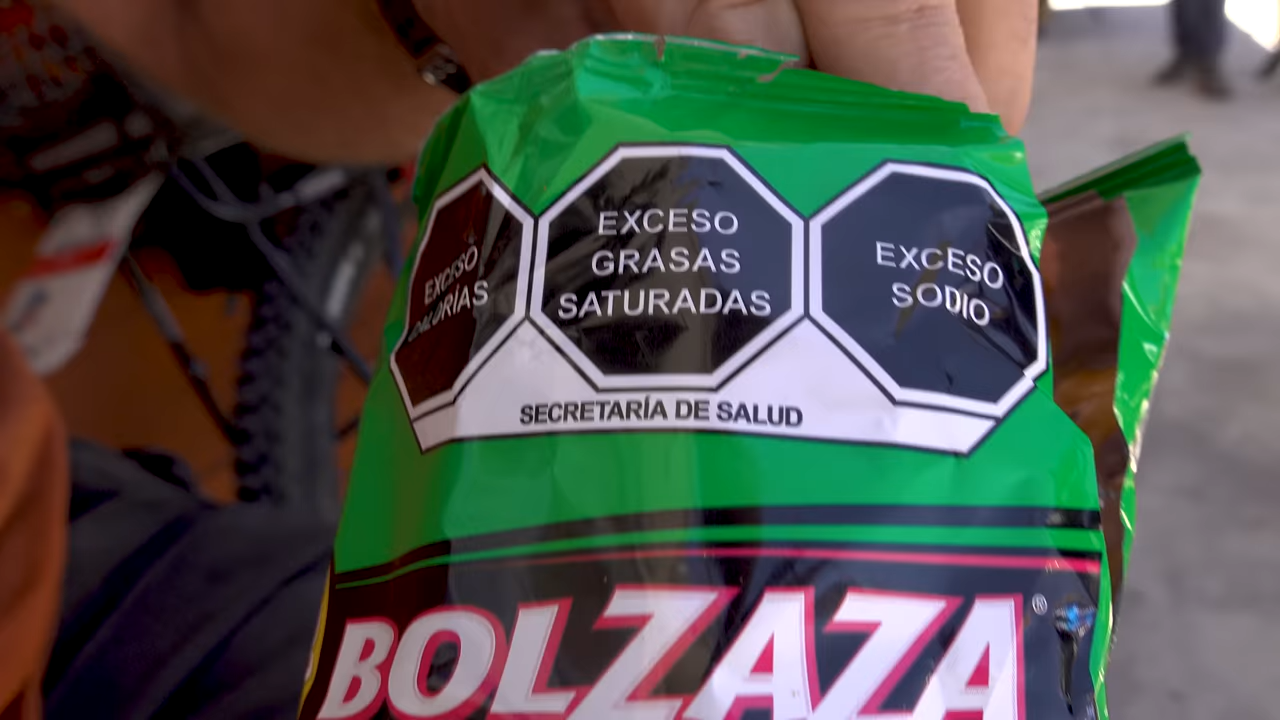 EXCESO
CALORÍAS
EXCESO
GRASAS
SATURADAS
EXCESO
SODIO
SECRETARÍA DE SALUD
BOLZAZA®